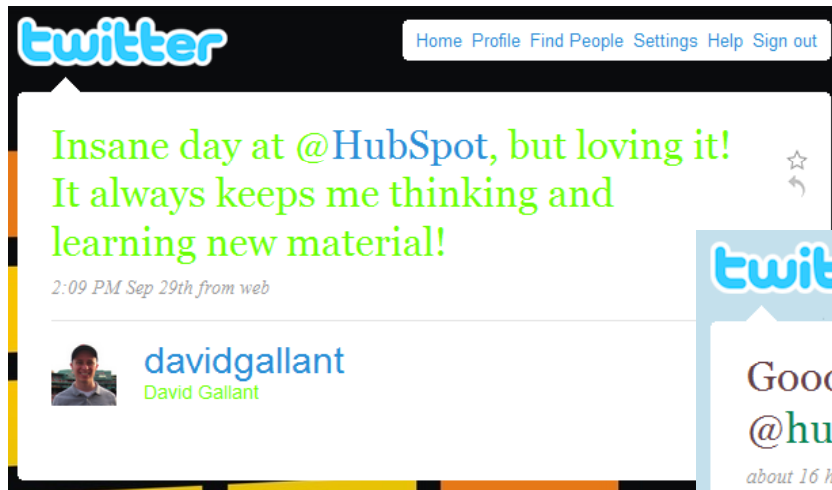 twitter
Home Profile Find People Settings Help Sign out
Insane day at @HubSpot, but loving it!
It always keeps me thinking and
learning new material!
2:09 PM Sep 29th from web
davidgallant
David Gallant
@hu
about 16 h